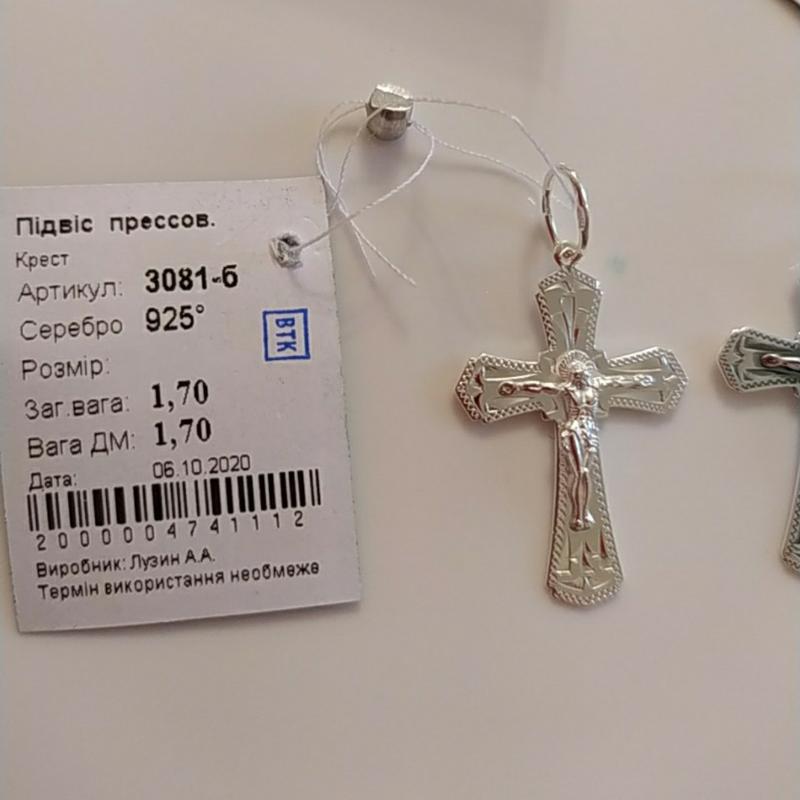 Підвіс прессов.
Крест
Артикул: 3081-б
Серебро 925°
ВТК
Розмір:
Заг.вага: 1,70
Вага ДМ: 1,70
Дата: 06.10.2020
2000004741112
Виробник: Лузин А.А.
Термін використання необмеже